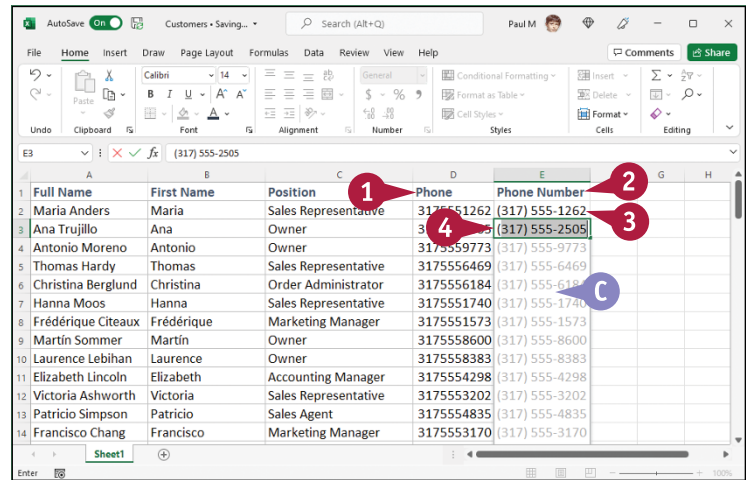 AutoSave On Customers • Saving... Search (Alt+Q) Paul M
File Home Insert Draw Page Layout Formulas Data Review View Help Comments Share
Calibri 14 General Conditional Formatting Insert
Paste B I U A Format as Table Delete
Cell Styles Format
Undo Clipboard Font Alignment Number Styles Cells Editing
E3 fx (317) 555-2505
A B C D E G H
1 Full Name First Name Position 1 Phone Phone Number 2
2 Maria Anders Maria Sales Representative 3175551262 (317) 555-1262 3
3 Ana Trujillo Ana Owner 4 (317) 555-2505
4 Antonio Moreno Antonio Owner 3175559773 (317) 555-9773
5 Thomas Hardy Thomas Sales Representative 3175556469 (317) 555-6469
6 Christina Berglund Christina Order Administrator 3175556184 (317) 555-6184 C
7 Hanna Moos Hanna Sales Representative 3175551740 (317) 555-1740
8 Frédérique Citeaux Frédérique Marketing Manager 3175551573 (317) 555-1573
9 Martín Sommer Martín Owner 3175558600 (317) 555-8600
10 Laurence Lebihan Laurence Owner 3175558383 (317) 555-8383
11 Elizabeth Lincoln Elizabeth Accounting Manager 3175554298 (317) 555-4298
12 Victoria Ashworth Victoria Sales Representative 3175553202 (317) 555-3202
13 Patricio Simpson Patricio Sales Agent 3175554835 (317) 555-4835
14 Francisco Chang Francisco Marketing Manager 3175553170 (317) 555-3170
Sheet1
Enter 100%